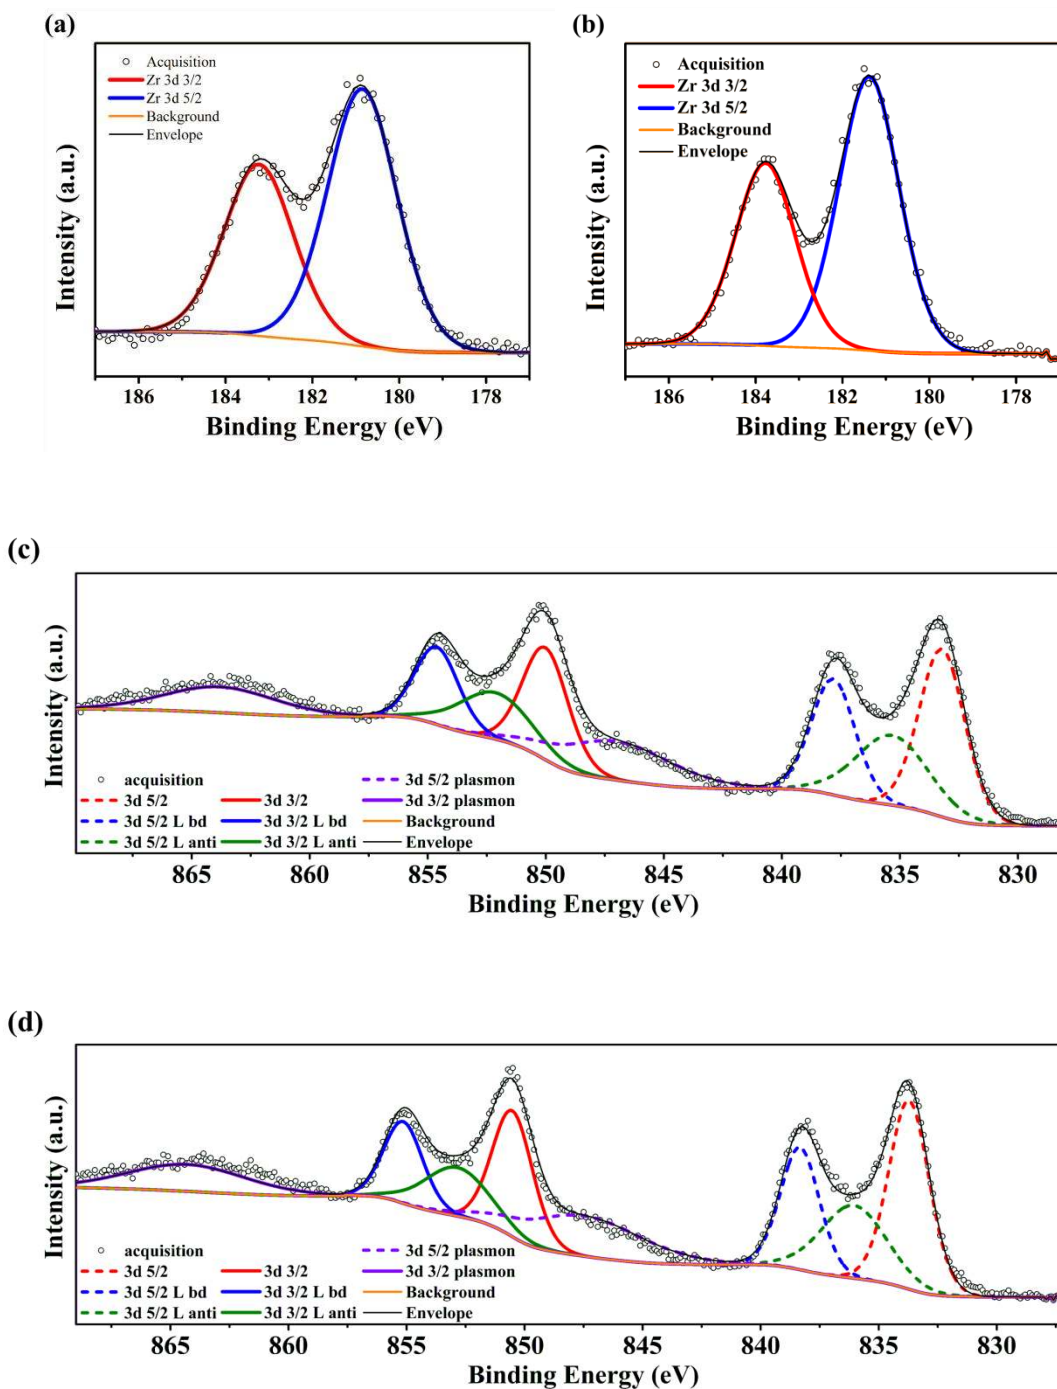 (a)
Acquisition
Zr 3d 3/2
Zr 3d 5/2
Background
Envelope
Intensity (a.u.)
186 184 182 180 178
Binding Energy (eV)
(b)
Acquisition
Zr 3d 3/2
Zr 3d 5/2
Background
Envelope
Intensity (a.u.)
186 184 182 180 178
Binding Energy (eV)
(c)
Intensity (a.u.)
acquisition 3d 5/2 plasmon
3d 5/2 3d 3/2 3d 3/2 plasmon
3d 5/2 L bd 3d 3/2 L bd Background
3d 5/2 L anti 3d 3/2 L anti Envelope
865 860 855 850 845 840 835 830
Binding Energy (eV)
(d)
Intensity (a.u.)
acquisition 3d 5/2 plasmon
3d 5/2 3d 3/2 3d 3/2 plasmon
3d 5/2 L bd 3d 3/2 L bd Background
3d 5/2 L anti 3d 3/2 L anti Envelope
865 860 855 850 845 840 835 830
Binding Energy (eV)